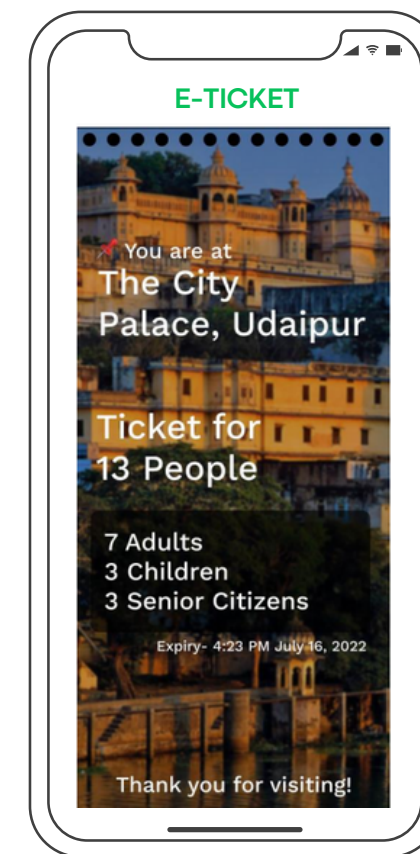 E-TICKET
You are at
The City
Palace, Udaipur
Ticket for
13 People
7 Adults
3 Children
3 Senior Citizens
Expiry- 4:23 PM July 16, 2022
Thank you for visiting!